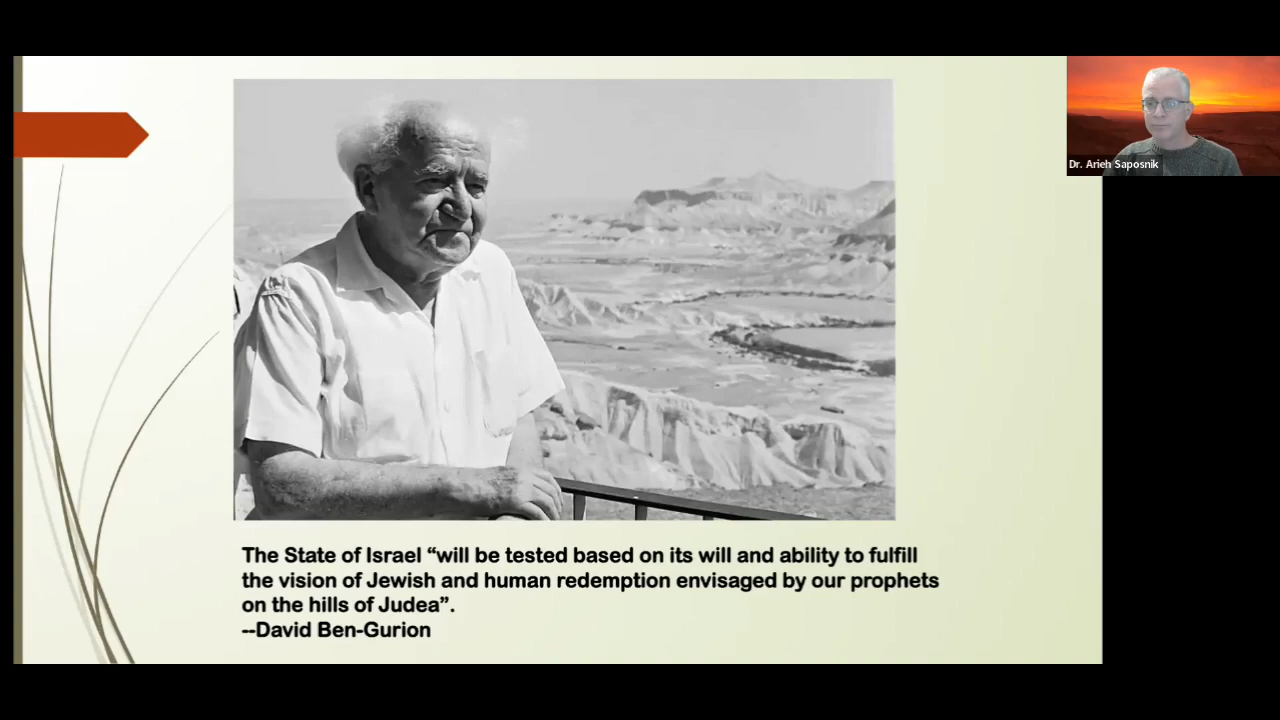 Dr. Arieh Saposnik
The State of Israel “will be tested based on its will and ability to fulfill
the vision of Jewish and human redemption envisaged by our prophets
on the hills of Judea”.
--David Ben-Gurion